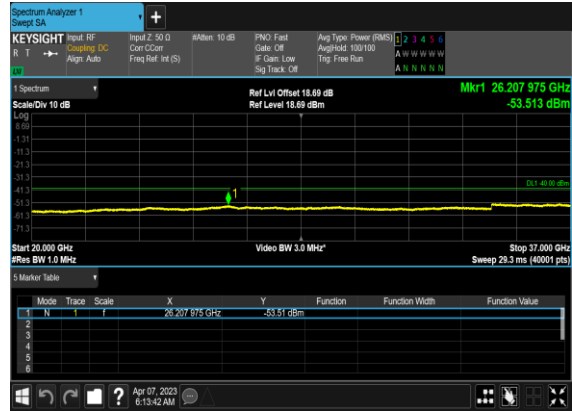 Spectrum Analyzer 1
Swept SA
+
KEYSIGHT Input: RF Input Z: 50 Ω #Atten: 10 dB PNO: Fast Avg Type: Power (RMS) 1 2 3 4 5 6
R T Coupling: DC Corr CCorr Gate: Off Avg|Hold: 100/100 A W W W W W
Align: Auto Freq Ref: Int (S) IF Gain: Low Trig: Free Run
Sig Track: Off A N N N N N
1 Spectrum Ref Lvl Offset 18.69 dB Mkr1 26.207 975 GHz
Scale/Div 10 dB Ref Level 18.69 dBm -53.513 dBm
Log
8.69
-1.31
-11.3
-21.3
-31.3
DL1 -40.00 dBm
-41.3
1
-51.3
-61.3
-71.3
Start 20.000 GHz Video BW 3.0 MHz* Stop 37.000 GHz
#Res BW 1.0 MHz Sweep 29.3 ms (40001 pts)
5 Marker Table
Mode Trace Scale X Y Function Function Width Function Value
1 N 1 f 26.207 975 GHz -53.51 dBm
2
3
4
5
6
? Apr 07, 2023
6:13:42 AM